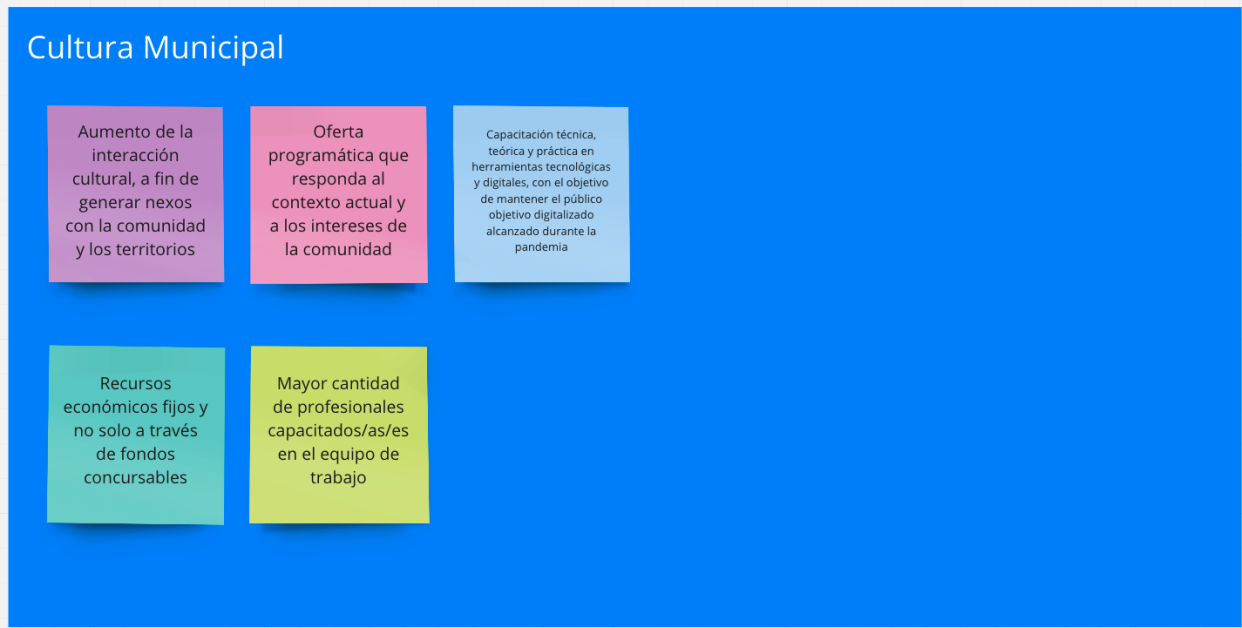 Cultura Municipal
Aumento de la
interacción
cultural, a fin de
generar nexos
con la comunidad
y los territorios
Oferta
programática que
responda al
contexto actual y
a los intereses de
la comunidad
Capacitación técnica,
teórica y práctica en
herramientas tecnológicas
y digitales, con el objetivo
de mantener el público
objetivo digitalizado
alcanzado durante la
pandemia
Recursos
económicos fijos y
no solo a través
de fondos
concursables
Mayor cantidad
de profesionales
capacitados/as/es
en el equipo de
trabajo